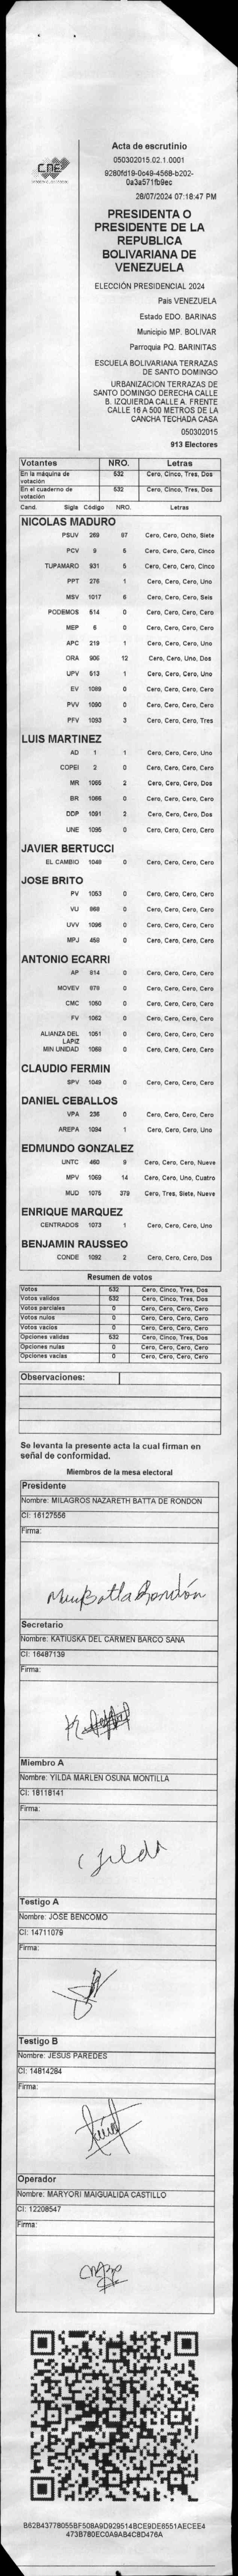 CNE
Acta de escrutinio
050302015.02.1.0001
9280fd19-0c49-4568-b202-
0a3a571fb9ec
28/07/2024 07:18:47 PM
PRESIDENTA O
PRESIDENTE DE LA
REPUBLICA
BOLIVARIANA DE
VENEZUELA
ELECCIÓN PRESIDENCIAL 2024
Pais VENEZUELA
Estado EDO. BARINAS
Municipio MP. BOLIVAR
Parroquia PQ. BARINITAS
ESCUELA BOLIVARIANA TERRAZAS
DE SANTO DOMINGO
URBANIZACION TERRAZAS DE
SANTO DOMINGO DERECHA CALLE
B. IZQUIERDA CALLE A. FRENTE
CALLE 16 A 500 METROS DE LA
CANCHA TECHADA CASA
050302015
913 Electores
Votantes NRO. Letras
En la máquina de votación 532 Cero, Cinco, Tres, Dos
En el cuaderno de votación 532 Cero, Cinco, Tres, Dos
Cand. Sigla Código NRO. Letras
NICOLAS MADURO
PSUV 269 87 Cero, Cero, Ocho, Siete
PCV 9 5 Cero, Cero, Cero, Cinco
TUPAMARO 931 5 Cero, Cero, Cero, Cinco
PPT 276 1 Cero, Cero, Cero, Uno
MSV 1017 6 Cero, Cero, Cero, Seis
PODEMOS 514 0 Cero, Cero, Cero, Cero
MEP 6 0 Cero, Cero, Cero, Cero
APC 219 1 Cero, Cero, Cero, Uno
ORA 906 12 Cero, Cero, Uno, Dos
UPV 513 1 Cero, Cero, Cero, Uno
EV 1089 0 Cero, Cero, Cero, Cero
PVV 1090 0 Cero, Cero, Cero, Cero
PFV 1093 3 Cero, Cero, Cero, Tres
LUIS MARTINEZ
AD 1 1 Cero, Cero, Cero, Uno
COPEI 2 0 Cero, Cero, Cero, Cero
MR 1065 2 Cero, Cero, Cero, Dos
BR 1086 0 Cero, Cero, Cero, Cero
DDP 1091 2 Cero, Cero, Cero, Dos
UNE 1095 0 Cero, Cero, Cero, Cero
JAVIER BERTUCCI
EL CAMBIO 1048 0 Cero, Cero, Cero, Cero
JOSE BRITO
PV 1053 0 Cero, Cero, Cero, Cero
VU 868 0 Cero, Cero, Cero, Cero
UVV 1096 0 Cero, Cero, Cero, Cero
MPJ 458 0 Cero, Cero, Cero, Cero
ANTONIO ECARRI
AP 814 0 Cero, Cero, Cero, Cero
MOVEV 978 0 Cero, Cero, Cero, Cero
CMC 1050 0 Cero, Cero, Cero, Cero
FV 1062 0 Cero, Cero, Cero, Cero
ALIANZA DEL LAPIZ 1051 0 Cero, Cero, Cero, Cero
MIN UNIDAD 1068 0 Cero, Cero, Cero, Cero
CLAUDIO FERMIN
SPV 1049 0 Cero, Cero, Cero, Cero
DANIEL CEBALLOS
VPA 236 0 Cero, Cero, Cero, Cero
AREPA 1094 1 Cero, Cero, Cero, Uno
EDMUNDO GONZALEZ
UNTC 460 9 Cero, Cero, Cero, Nueve
MPV 1069 14 Cero, Cero, Uno, Cuatro
MUD 1075 379 Cero, Tres, Siete, Nueve
ENRIQUE MARQUEZ
CENTRADOS 1073 1 Cero, Cero, Cero, Uno
BENJAMIN RAUSSEO
CONDE 1092 2 Cero, Cero, Cero, Dos
Resumen de votos
Votos 532 Cero, Cinco, Tres, Dos
Votos validos 532 Cero, Cinco, Tres, Dos
Votos parciales 0 Cero, Cero, Cero, Cero
Votos nulos 0 Cero, Cero, Cero, Cero
Votos vacios 0 Cero, Cero, Cero, Cero
Opciones validas 532 Cero, Cinco, Tres, Dos
Opciones nulas 0 Cero, Cero, Cero, Cero
Opciones vacias 0 Cero, Cero, Cero, Cero
Observaciones:
Se levanta la presente acta la cual firman en
señal de conformidad.
Miembros de la mesa electoral
Presidente
Nombre: MILAGROS NAZARETH BATTA DE RONDON
CI: 16127556
Firma:
Secretario
Nombre: KATIUSKA DEL CARMEN BARCO SANA
CI: 16487139
Firma:
Miembro A
Nombre: YILDA MARLEN OSUNA MONTILLA
CI: 18118141
Firma:
Yilda
Testigo A
Nombre: JOSE BENCOMO
CI: 14711079
Firma:
Testigo B
Nombre: JESUS PAREDES
CI: 14814284
Firma:
Operador
Nombre: MARYORI MAIGUALIDA CASTILLO
CI: 12208547
Firma:
B62B43778055BF508A9D929514BCE9DE6551AECEE4
473B780EC0A9AB4C8D476A